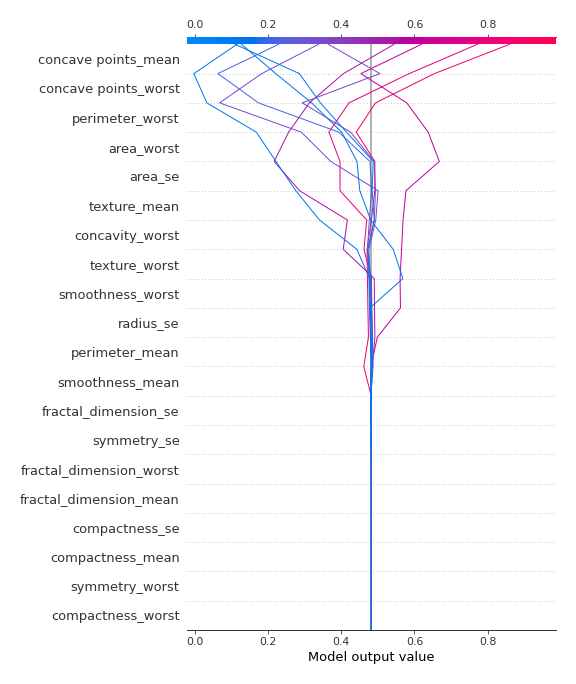 0.0 0.2 0.4 0.6 0.8
concave points_mean
concave points_worst
perimeter_worst
area_worst
area_se
texture_mean
concavity_worst
texture_worst
smoothness_worst
radius_se
perimeter_mean
smoothness_mean
fractal_dimension_se
symmetry_se
fractal_dimension_worst
fractal_dimension_mean
compactness_se
compactness_mean
symmetry_worst
compactness_worst
0.0 0.2 0.4 0.6 0.8
Model output value